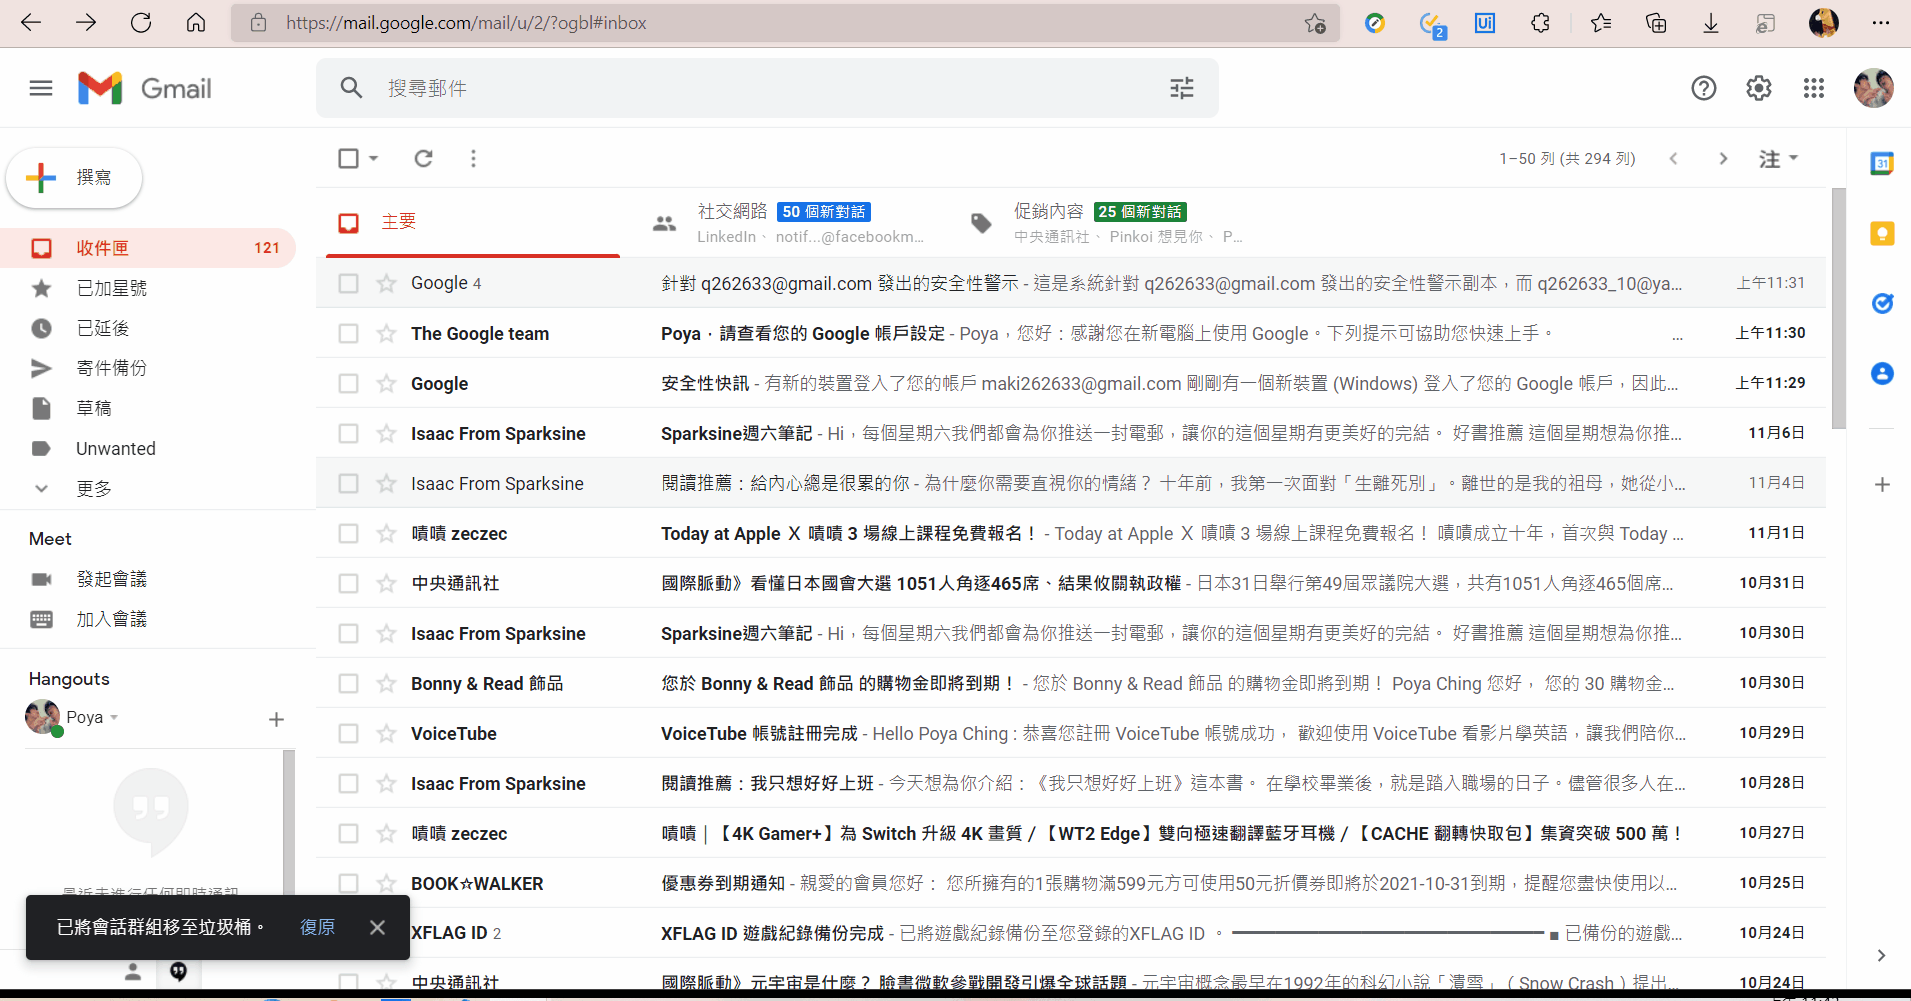 https://mail.google.com/mail/u/2/?ogbl#inbox
2
Gmail
搜尋郵件
撰寫
收件匣 121
已加星號
已延後
寄件備份
草稿
Unwanted
更多
Meet
發起會議
加入會議
Hangouts
Poya
已將會話群組移至垃圾桶。 復原
1–50 列 (共 294 列)
注
31
主要
社交網路 50 個新對話
LinkedIn、 notif...@facebookm...
促銷內容 25 個新對話
中央通訊社、 Pinkoi 想見你、 P...
Google 4 針對 q262633@gmail.com 發出的安全性警示 - 這是系統針對 q262633@gmail.com 發出的安全性警示副本，而 q262633_10@ya... 上午11:31
The Google team Poya．請查看您的 Google 帳戶設定 - Poya，您好：感謝您在新電腦上使用 Google。下列提示可協助您快速上手。 ... 上午11:30
Google 安全性快訊 - 有新的裝置登入了您的帳戶 maki262633@gmail.com 剛剛有一個新裝置 (Windows) 登入了您的 Google 帳戶，因此... 上午11:29
Isaac From Sparksine Sparksine週六筆記 - Hi，每個星期六我們都會為你推送一封電郵，讓你的這個星期有更美好的完結。 好書推薦 這個星期想為你推... 11月6日
Isaac From Sparksine 閱讀推薦：給內心總是很累的你 - 為什麼你需要直視你的情緒？ 十年前，我第一次面對「生離死別」。離世的是我的祖母，她從小... 11月4日
嘖嘖 zeczec Today at Apple X 嘖嘖 3 場線上課程免費報名！ - Today at Apple X 嘖嘖 3 場線上課程免費報名！ 嘖嘖成立十年，首次與 Today ... 11月1日
中央通訊社 國際脈動》看懂日本國會大選 1051人角逐465席、結果攸關執政權 - 日本31日舉行第49屆眾議院大選，共有1051人角逐465個席... 10月31日
Isaac From Sparksine Sparksine週六筆記 - Hi，每個星期六我們都會為你推送一封電郵，讓你的這個星期有更美好的完結。 好書推薦 這個星期想為你推... 10月30日
Bonny & Read 飾品 您於 Bonny & Read 飾品 的購物金即將到期！ - 您於 Bonny & Read 飾品 的購物金即將到期！ Poya Ching 您好， 您的 30 購物金... 10月30日
VoiceTube VoiceTube 帳號註冊完成 - Hello Poya Ching : 恭喜您註冊 VoiceTube 帳號成功， 歡迎使用 VoiceTube 看影片學英語，讓我們陪你... 10月29日
Isaac From Sparksine 閱讀推薦：我只想好好上班 - 今天想為你介紹：《我只想好好上班》這本書。 在學校畢業後，就是踏入職場的日子。儘管很多人在... 10月28日
嘖嘖 zeczec 嘖嘖｜【4K Gamer+】為 Switch 升級 4K 畫質 /【WT2 Edge】雙向極速翻譯藍牙耳機 /【CACHE 翻轉快取包】集資突破 500 萬！ 10月27日
BOOK☆WALKER 優惠券到期通知 - 親愛的會員您好： 您所擁有的1張購物滿599元方可使用50元折價券即將於2021-10-31到期，提醒您盡快使用以... 10月25日
XFLAG ID 2 XFLAG ID 遊戲紀錄備份完成 - 已將遊戲紀錄備份至您登錄的XFLAG ID 。 ━━━━━━━━━━━━━━━━ ■ 已備份的遊戲... 10月24日
中央通訊社 國際脈動》元宇宙是什麼？ 臉書微軟參戰開發引爆全球話題 - 元宇宙概念最早在1992年的科幻小說「潰雪」（Snow Crash）提出... 10月24日